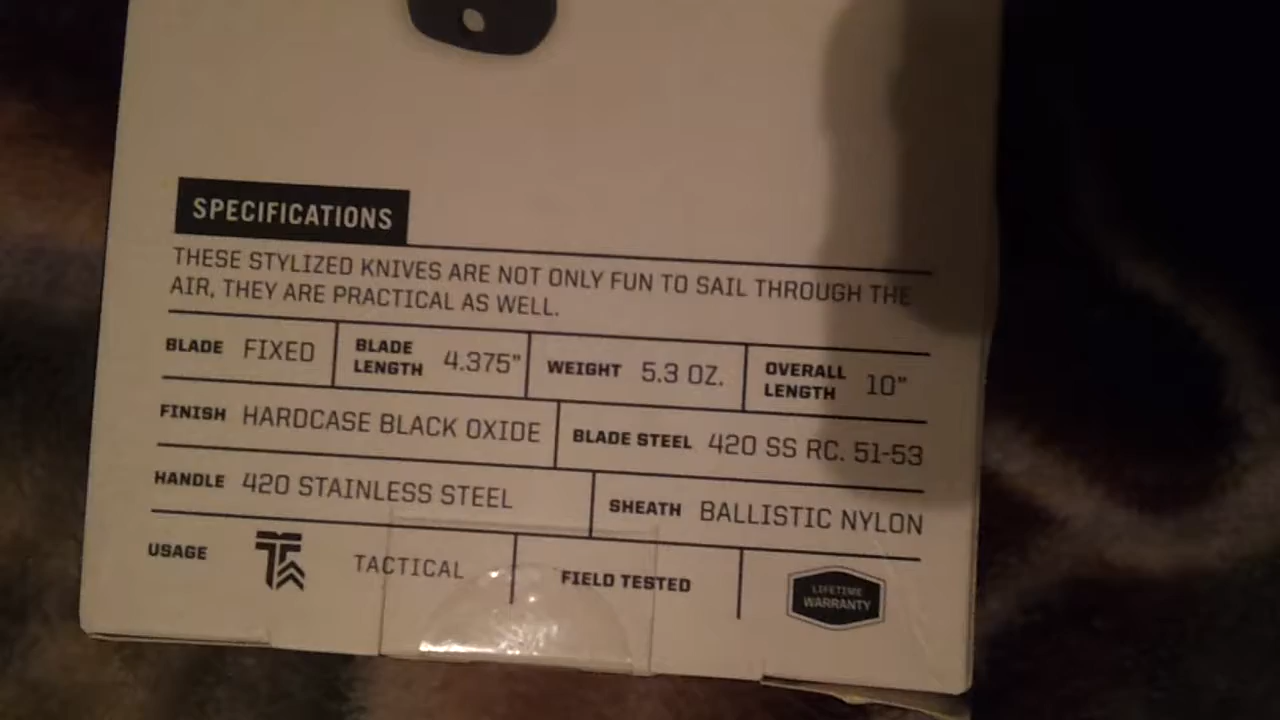 SPECIFICATIONS
THESE STYLIZED KNIVES ARE NOT ONLY FUN TO SAIL THROUGH THE
AIR, THEY ARE PRACTICAL AS WELL.
BLADE FIXED
BLADE LENGTH 4.375"
WEIGHT 5.3 OZ.
OVERALL LENGTH 10"
FINISH HARDCASE BLACK OXIDE
BLADE STEEL 420 SS RC. 51-53
HANDLE 420 STAINLESS STEEL
SHEATH BALLISTIC NYLON
USAGE TACTICAL
FIELD TESTED
LIFETIME
WARRANTY